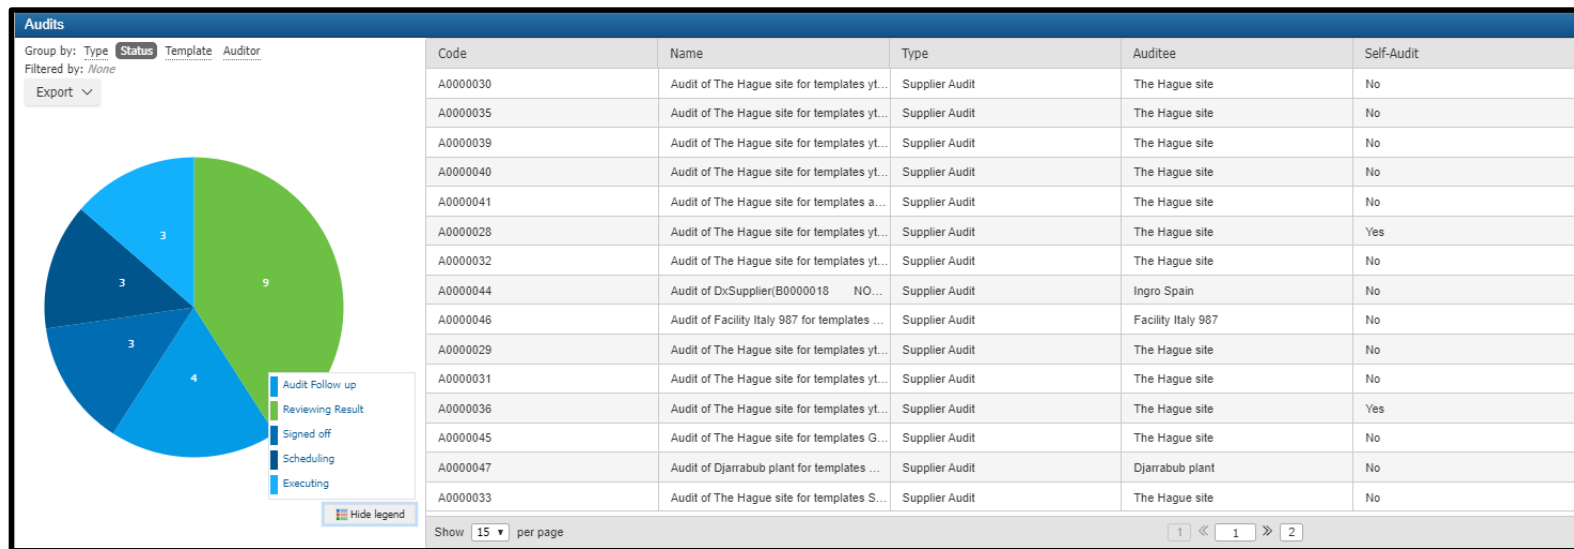 Audits
Group by: Type Status Template Auditor
Filtered by: None
Export
3
3
3
4
9
Audit Follow up
Reviewing Result
Signed off
Scheduling
Executing
Hide legend
Code Name Type Auditee Self-Audit
A0000030 Audit of The Hague site for templates yt... Supplier Audit The Hague site No
A0000035 Audit of The Hague site for templates yt... Supplier Audit The Hague site No
A0000039 Audit of The Hague site for templates yt... Supplier Audit The Hague site No
A0000040 Audit of The Hague site for templates yt... Supplier Audit The Hague site No
A0000041 Audit of The Hague site for templates a... Supplier Audit The Hague site No
A0000028 Audit of The Hague site for templates yt... Supplier Audit The Hague site Yes
A0000032 Audit of The Hague site for templates yt... Supplier Audit The Hague site No
A0000044 Audit of DxSupplier(B0000018 NO... Supplier Audit Ingro Spain No
A0000046 Audit of Facility Italy 987 for templates ... Supplier Audit Facility Italy 987 No
A0000029 Audit of The Hague site for templates yt... Supplier Audit The Hague site No
A0000031 Audit of The Hague site for templates yt... Supplier Audit The Hague site No
A0000036 Audit of The Hague site for templates yt... Supplier Audit The Hague site Yes
A0000045 Audit of The Hague site for templates G... Supplier Audit The Hague site No
A0000047 Audit of Djarrabub plant for templates ... Supplier Audit Djarrabub plant No
A0000033 Audit of The Hague site for templates S... Supplier Audit The Hague site No
Show 15 per page 1 « 1 » 2